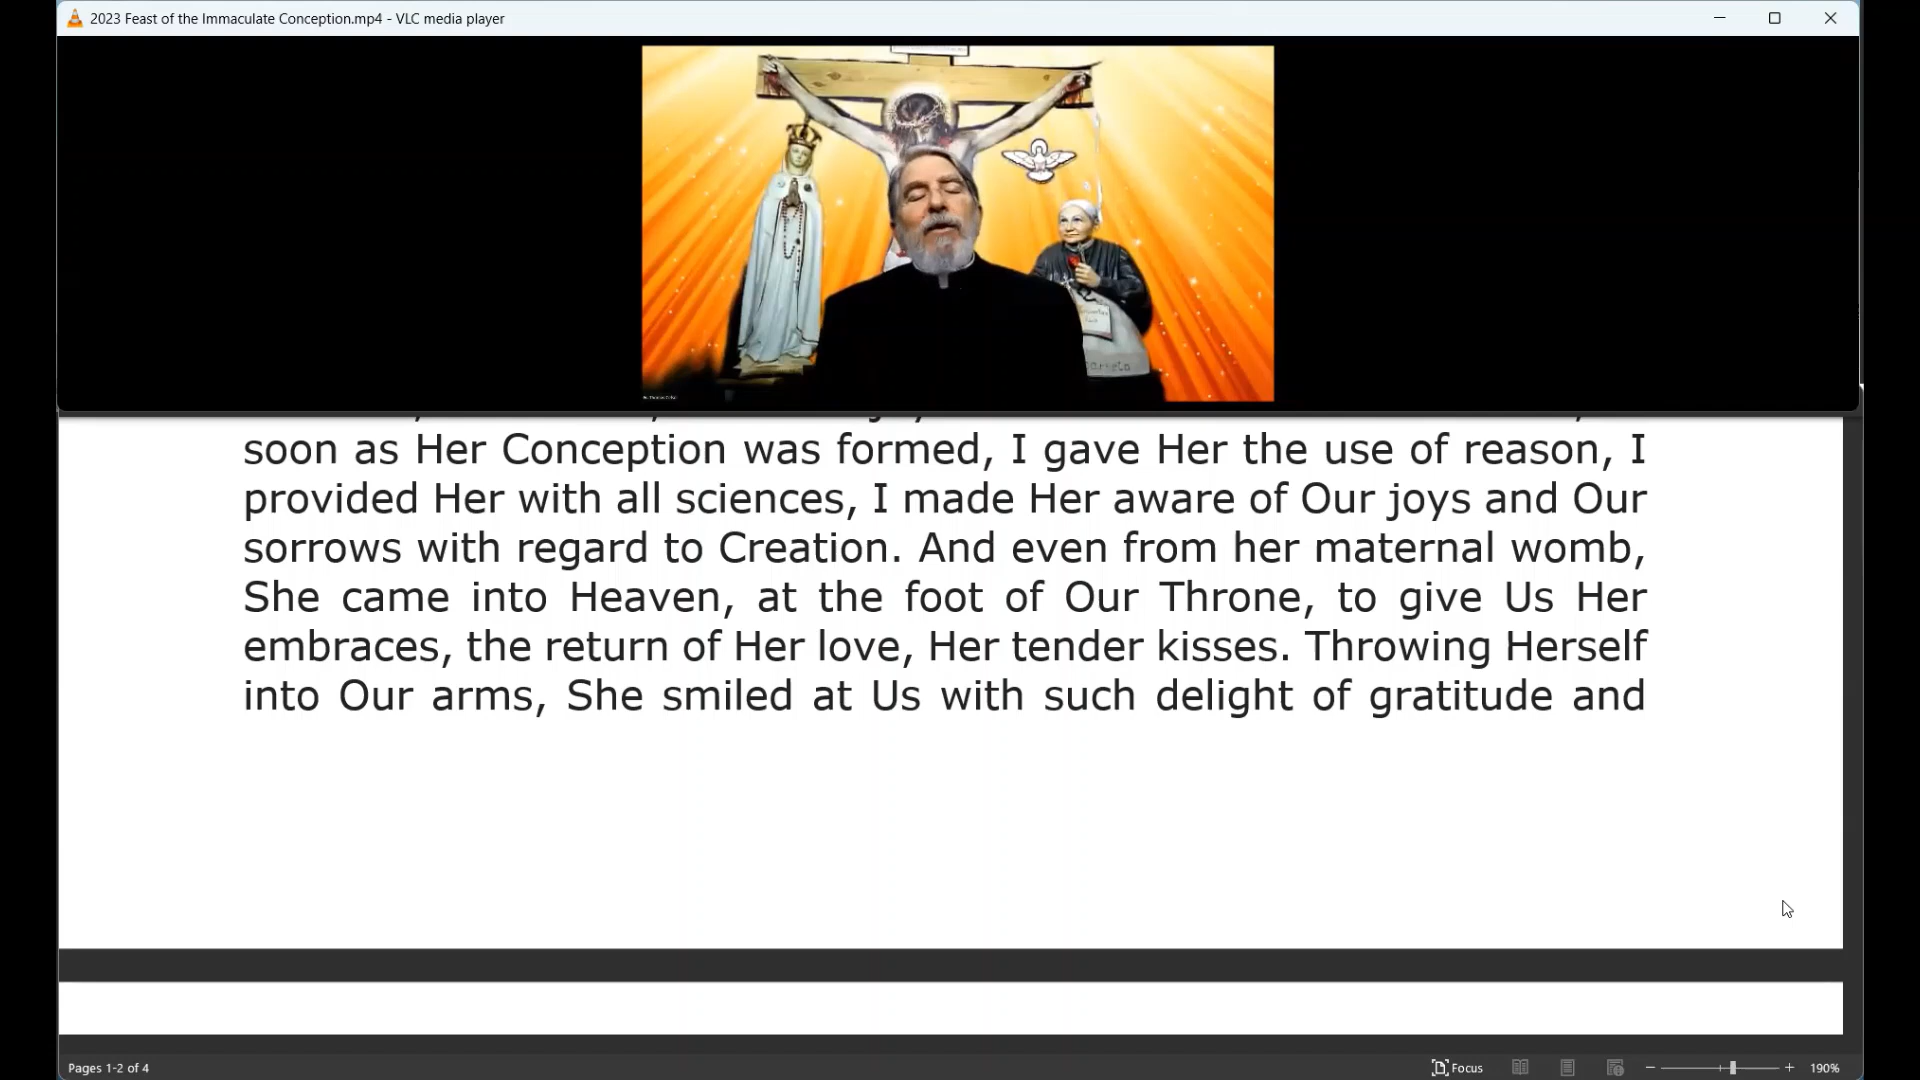 2023 Feast of the Immaculate Conception.mp4 - VLC media player
soon as Her Conception was formed, I gave Her the use of reason, I
provided Her with all sciences, I made Her aware of Our joys and Our
sorrows with regard to Creation. And even from her maternal womb,
She came into Heaven, at the foot of Our Throne, to give Us Her
embraces, the return of Her love, Her tender kisses. Throwing Herself
into Our arms, She smiled at Us with such delight of gratitude and
Pages 1-2 of 4
Focus
190%